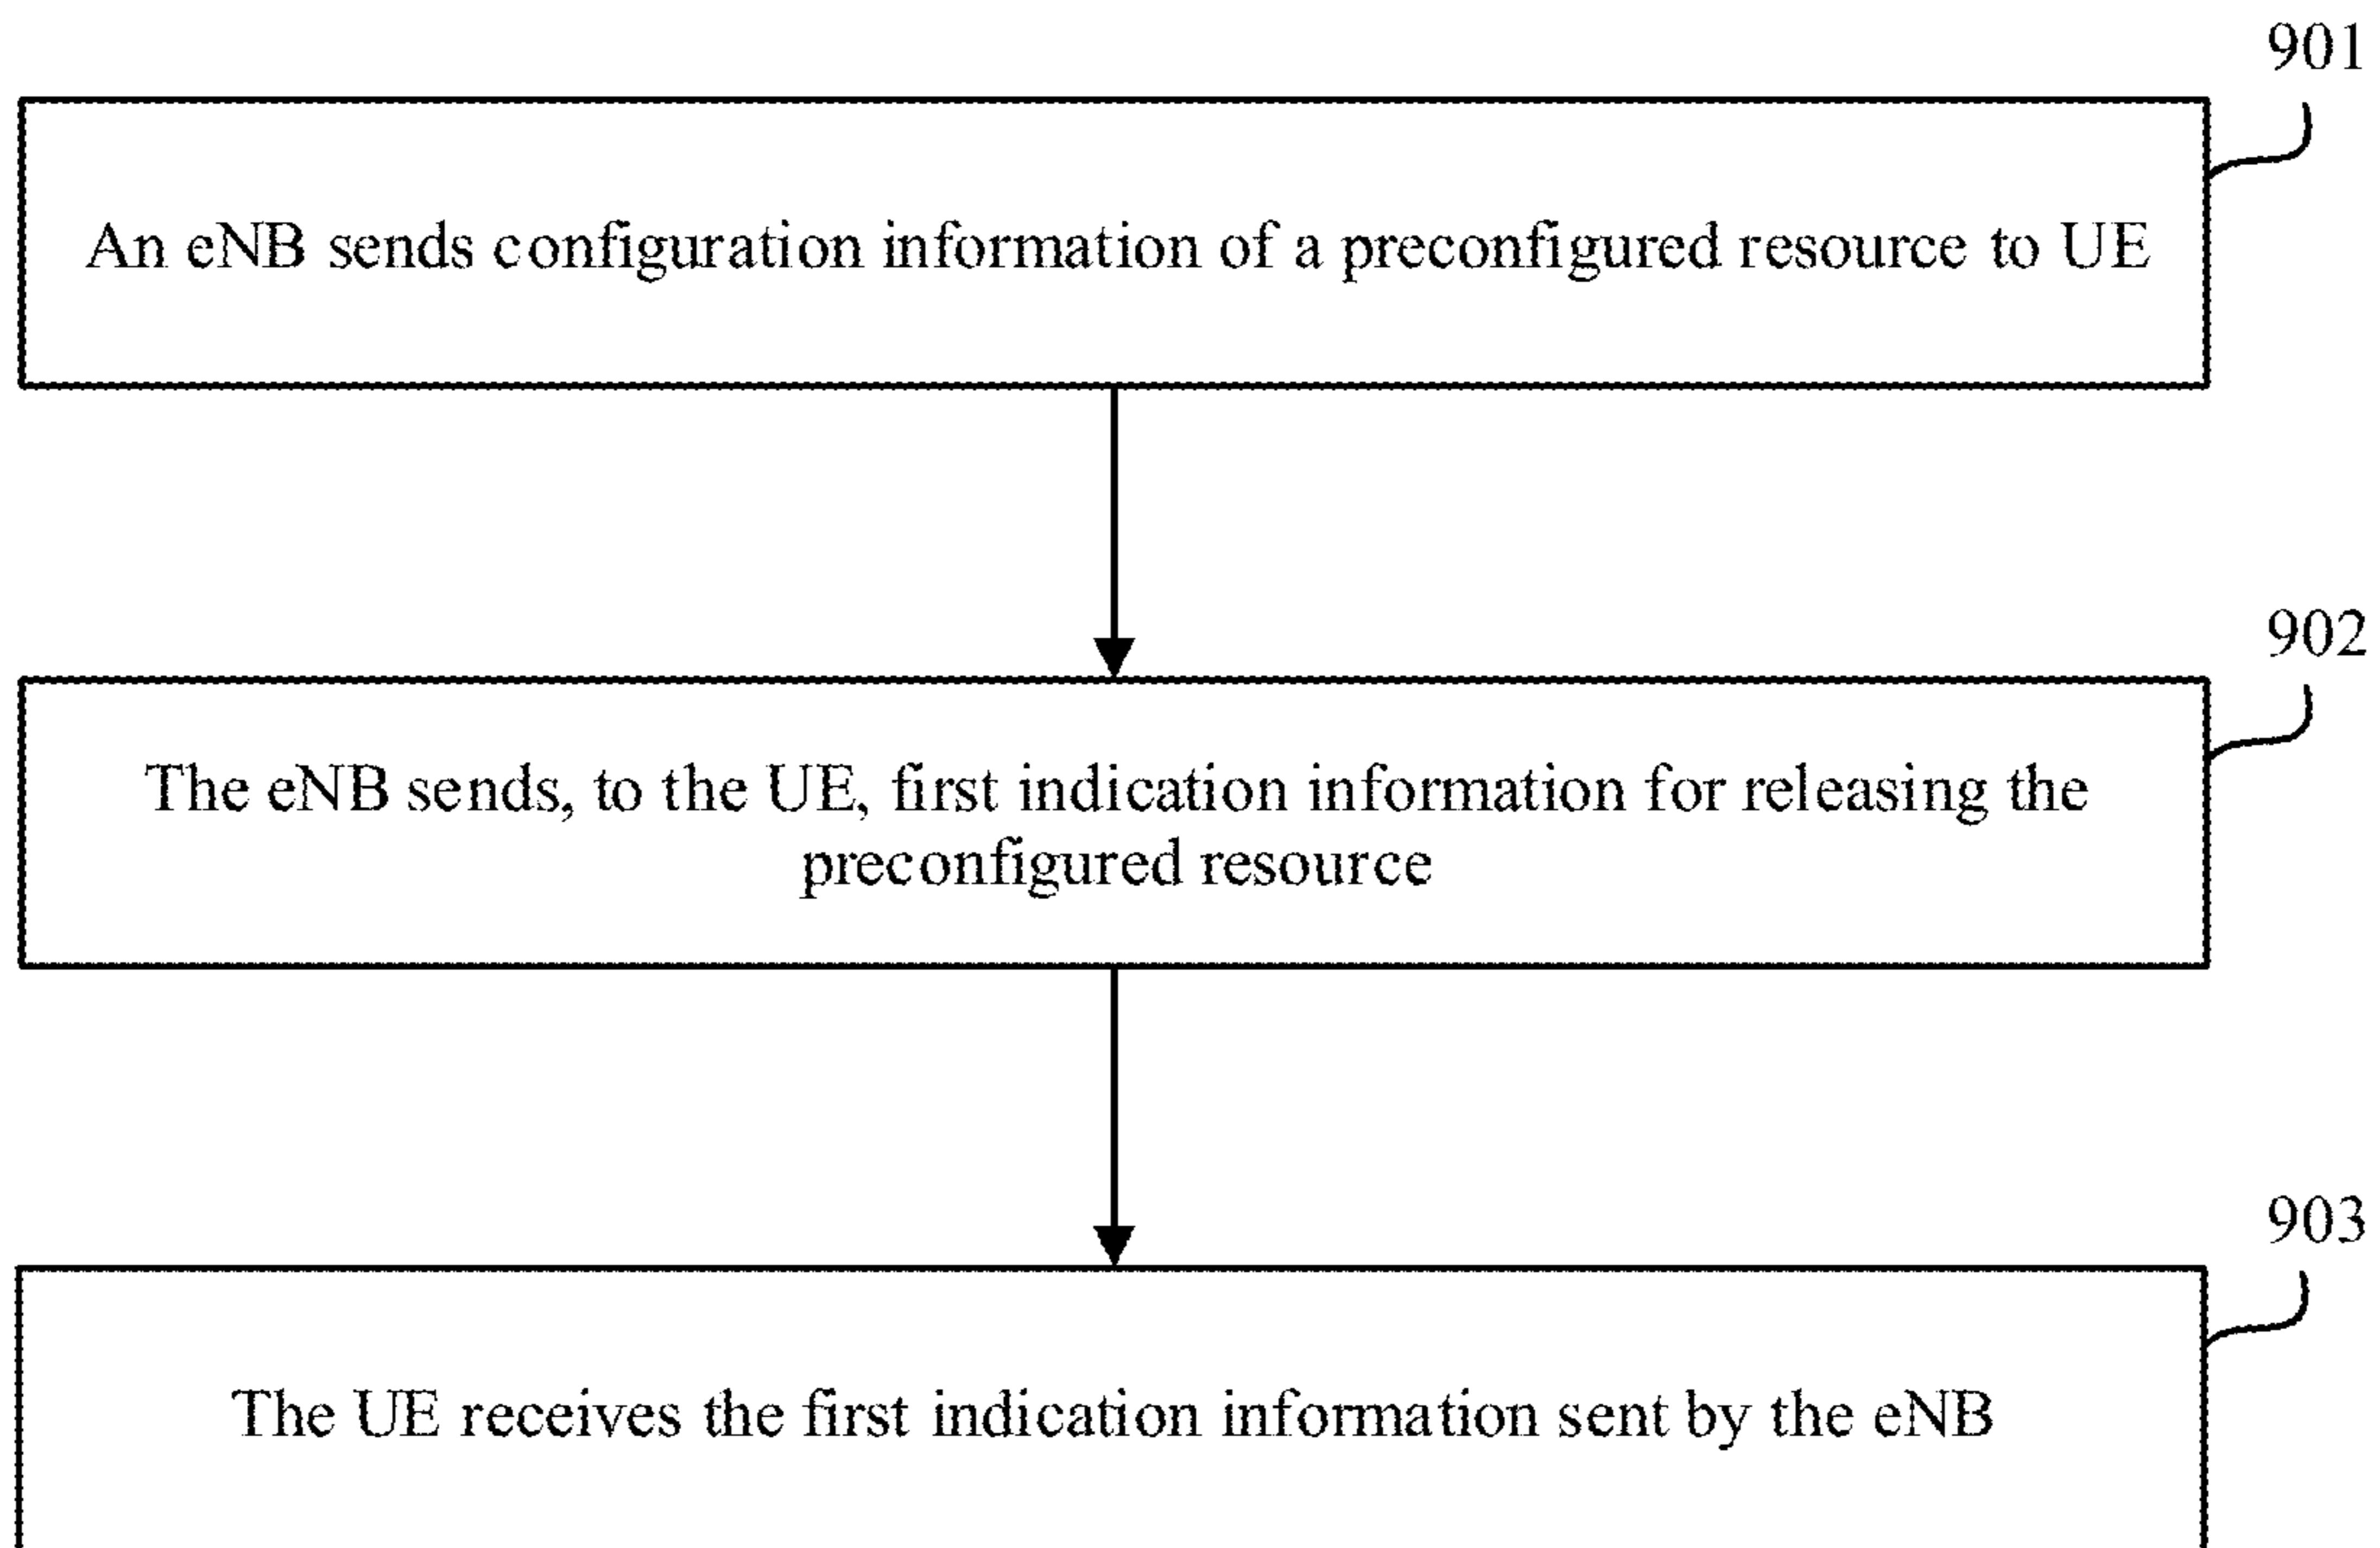 901
An eNB sends configuration information of a preconfigured resource to UE
902
The eNB sends, to the UE, first indication information for releasing the
preconfigured resource
903
The UE receives the first indication information sent by the eNB